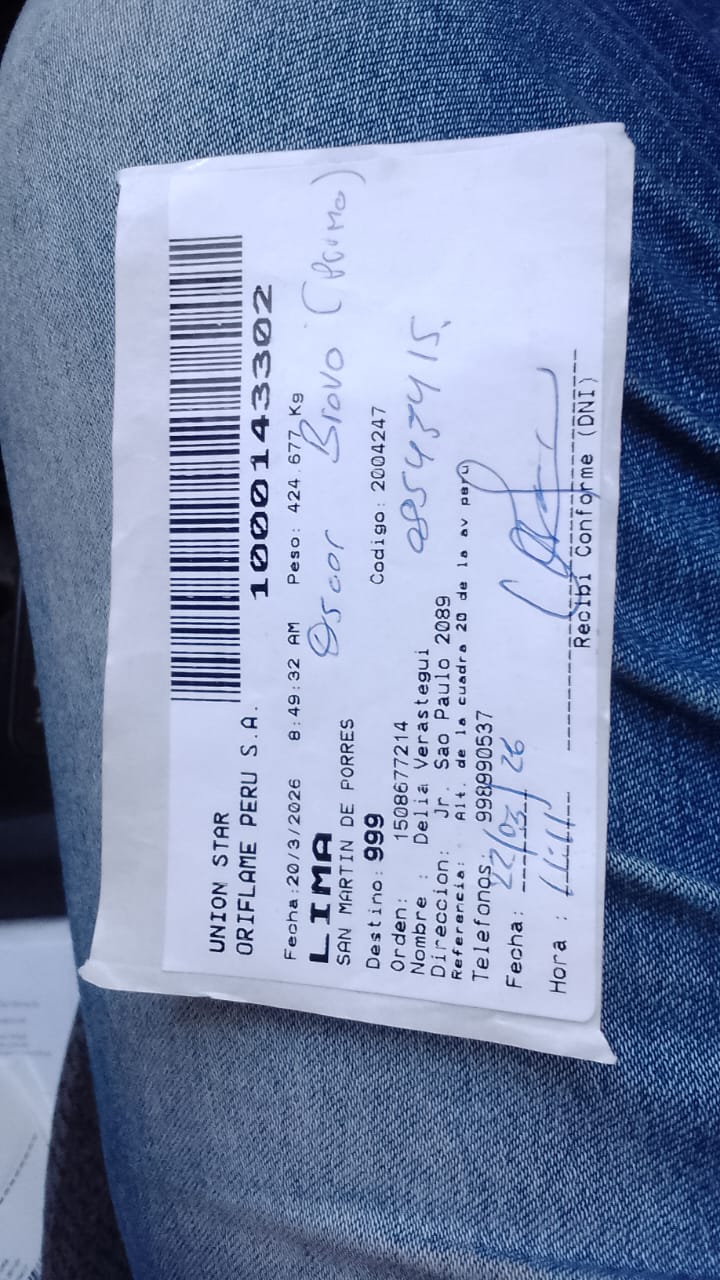 UNION STAR
ORIFLAME PERU S.A.
1000143302
Fecha:20/3/2026 8:49:32 AM Peso: 424.677 Kg
LIMA
Oscar Bravo (primo)
SAN MARTIN DE PORRES
Destino: 999 Codigo: 2004247
Orden: 1508677214
Nombre : Delia Verastegui
Direccion: Jr. Sao Paulo 2089
Referencia: Alt. de la cuadra 20 de la av peru
Telefonos: 998990537
Fecha: 22/03/26
Hora : 11:11
Recibi Conforme (DNI)